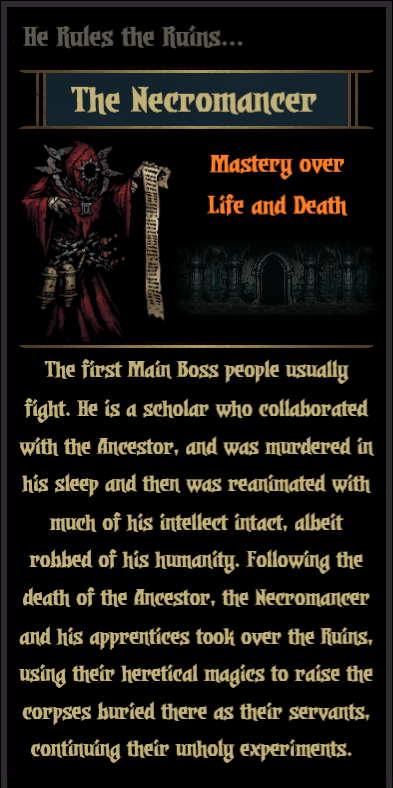 He Rules the Ruins...
The Necromancer
Mastery over
Life and Death
The first Main Boss people usually
fight. He is a scholar who collaborated
with the Ancestor, and was murdered in
his sleep and then was reanimated with
much of his intellect intact, albeit
robbed of his humanity. Following the
death of the Ancestor, the Necromancer
and his apprentices took over the Ruins,
using their heretical magics to raise the
corpses buried there as their servants,
continuing their unholy experiments.